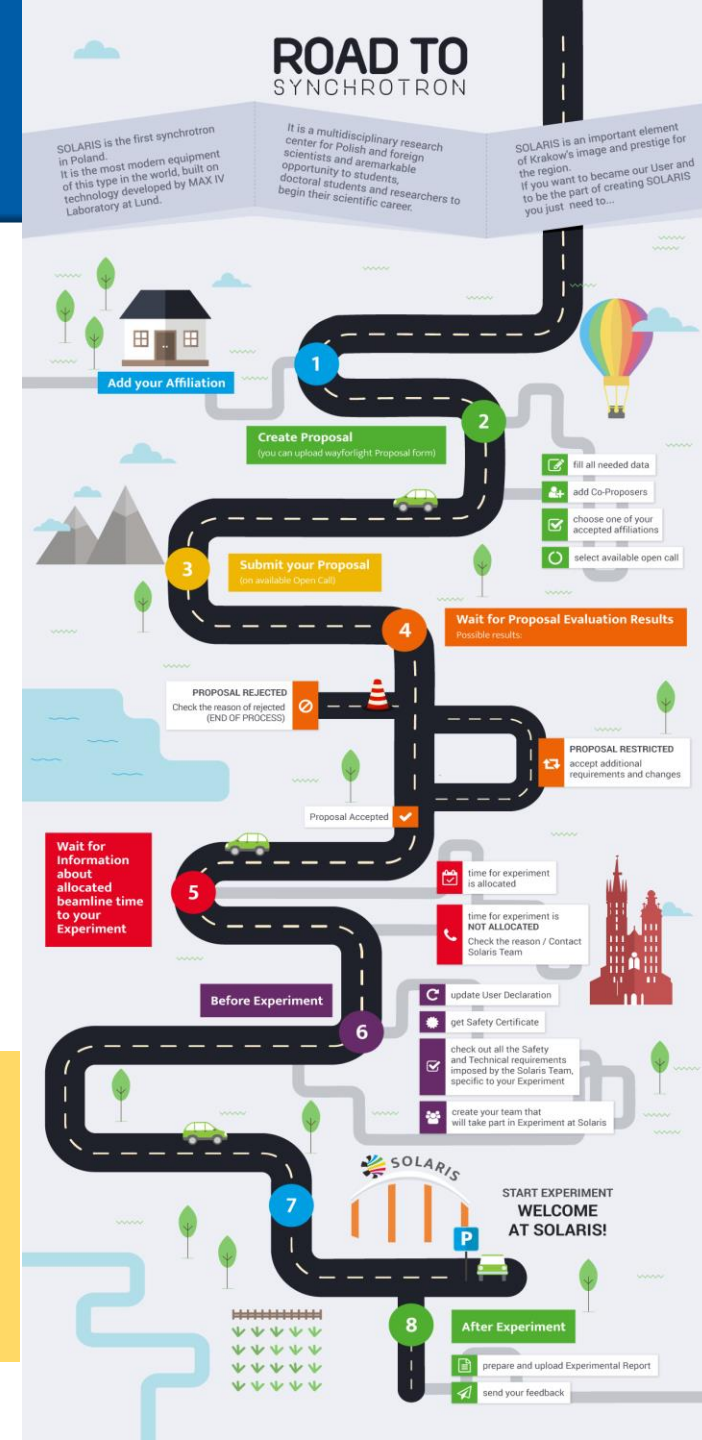 ROAD TO
SYNCHROTRON
SOLARIS is the first synchrotron
in Poland.
It is the most modern equipment
of this type in the world, built on
technology developed by MAX IV
Laboratory at Lund.
It is a multidisciplinary research
center for Polish and foreign
scientists and aremarkable
opportunity to students,
doctoral students and researchers to
begin their scientific career.
SOLARIS is an important element
of Krakow's image and prestige for
the region.
If you want to became our User and
to be the part of creating SOLARIS
you just need to...
1
Add your Affiliation
2
Create Proposal
(you can upload wayforlight Proposal form)
fill all needed data
add Co-Proposers
choose one of your
accepted affiliations
select available open call
3
Submit your Proposal
(on available Open Call)
4
Wait for Proposal Evaluation Results
Possible results:
PROPOSAL REJECTED
Check the reason of rejected
(END OF PROCESS)
PROPOSAL RESTRICTED
accept additional
requirements and changes
Proposal Accepted
Wait for
Information
about
allocated
beamline time
to your
Experiment
5
time for experiment
is allocated
time for experiment is
NOT ALLOCATED
Check the reason / Contact
Solaris Team
Before Experiment
6
update User Declaration
get Safety Certificate
check out all the Safety
and Technical requirements
imposed by the Solaris Team,
specific to your Experiment
create your team that
will take part in Experiment at Solaris
7
SOLARIS
P
START EXPERIMENT
WELCOME
AT SOLARIS!
8
After Experiment
prepare and upload Experimental Report
send your feedback